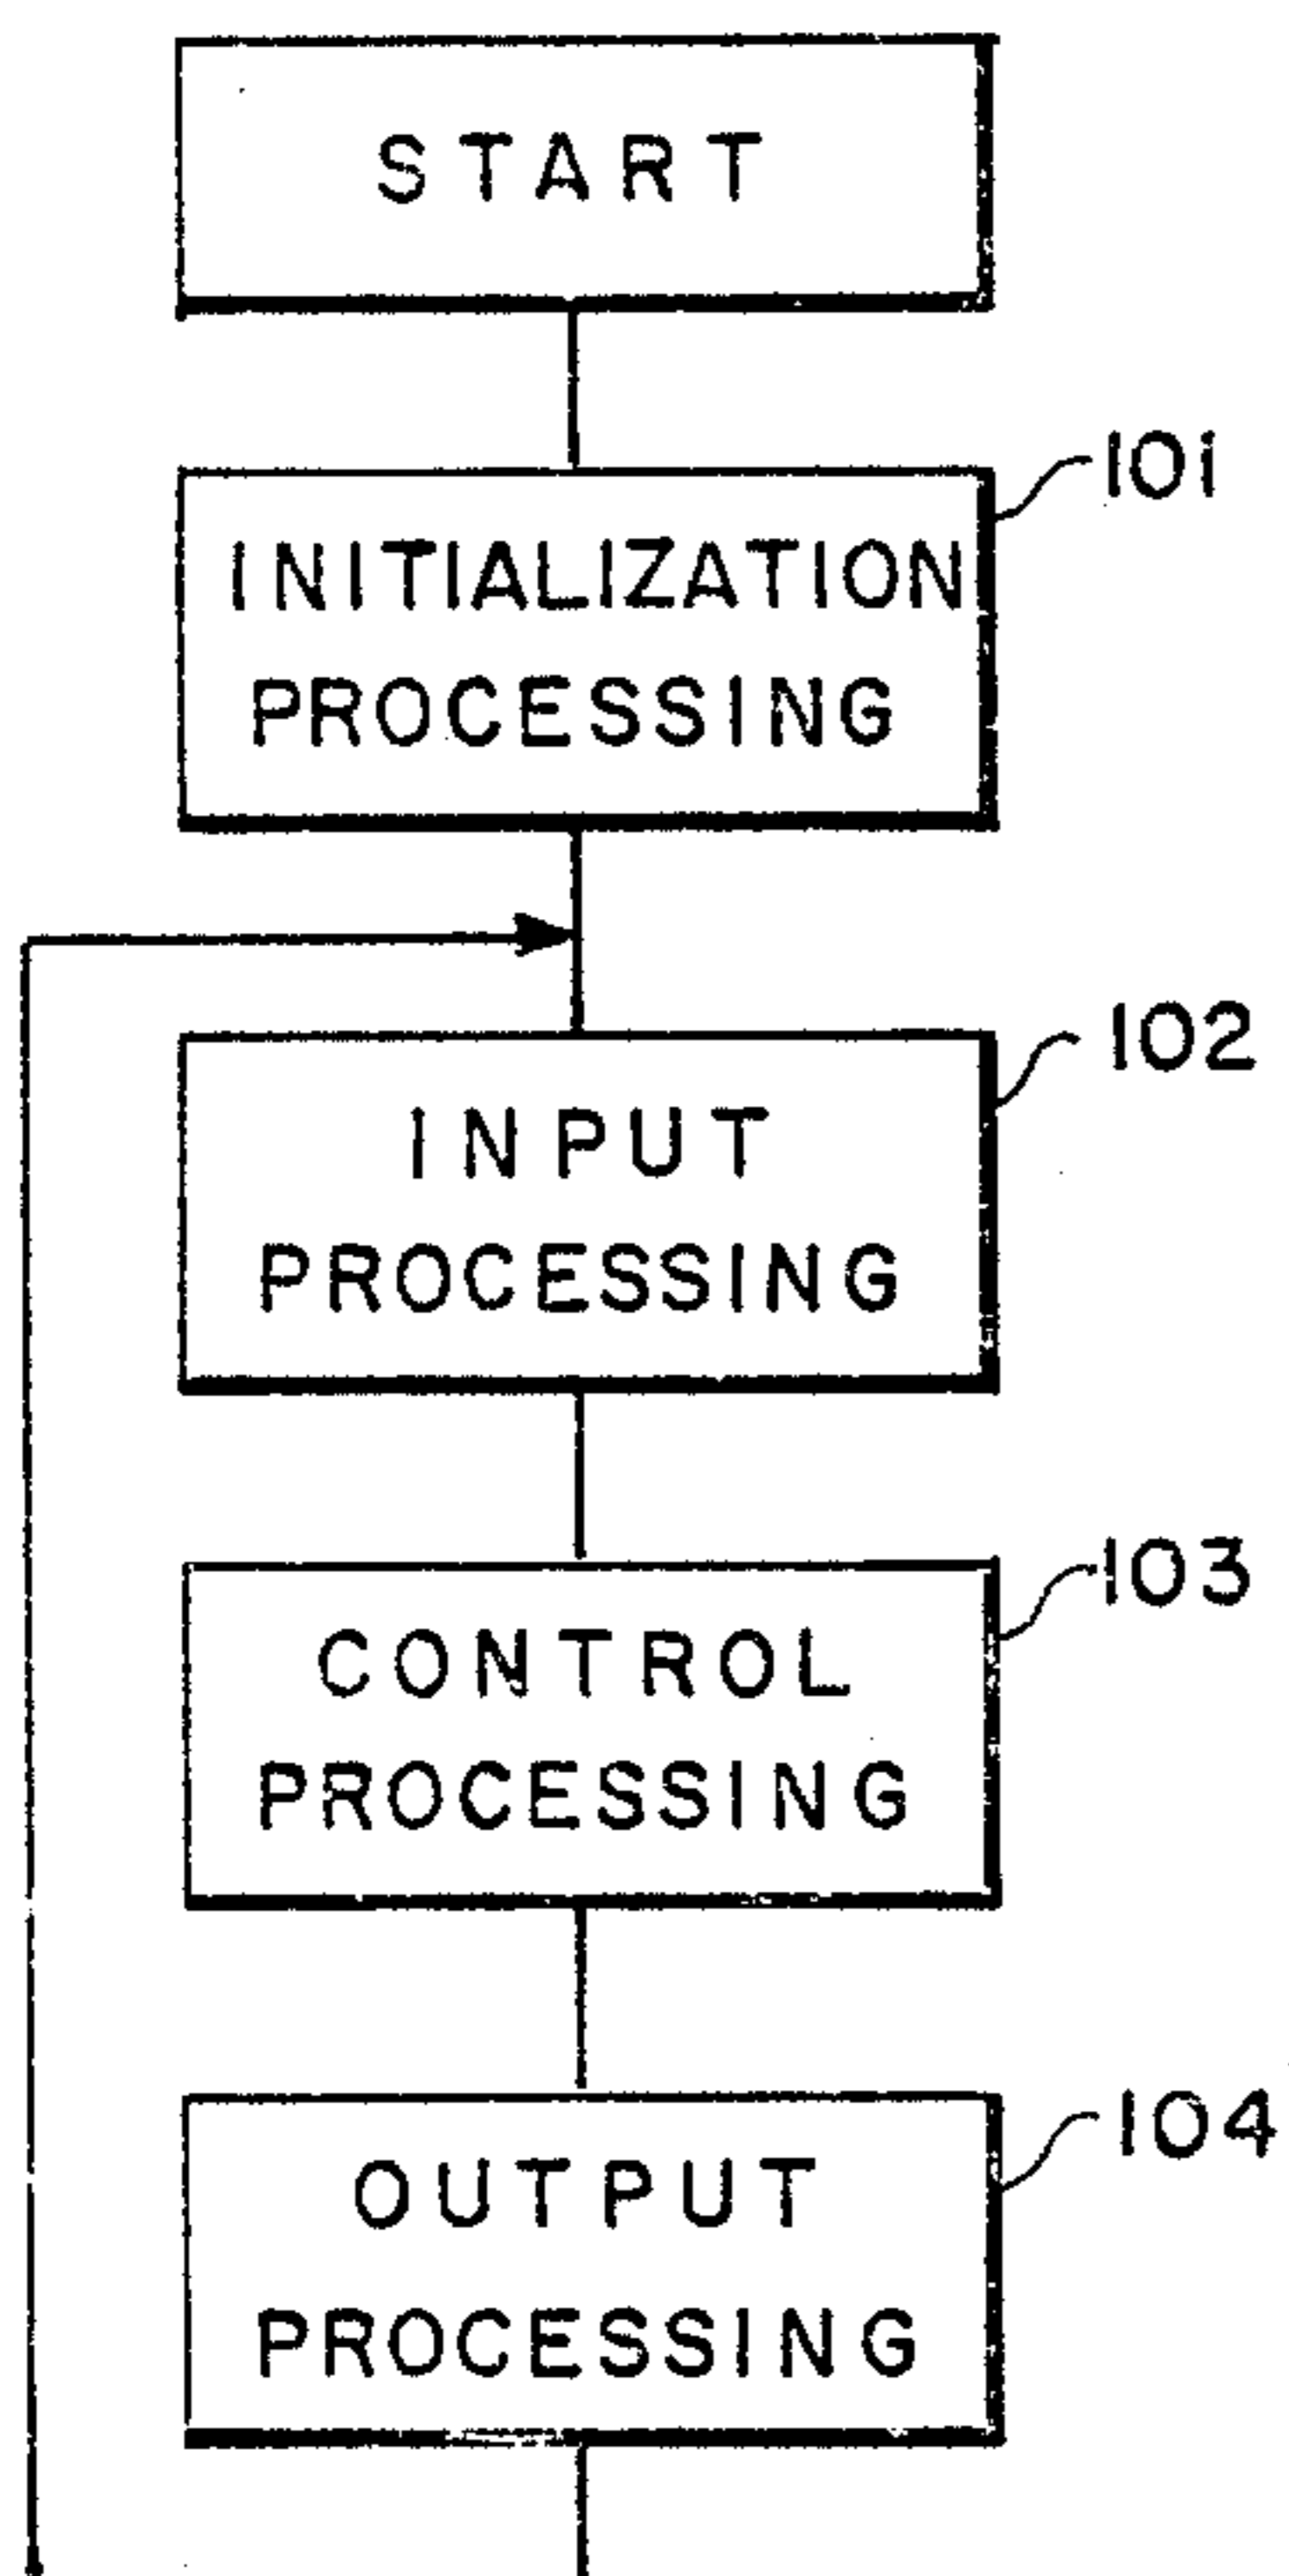 START
101
INITIALIZATION
PROCESSING
102
INPUT
PROCESSING
103
CONTROL
PROCESSING
104
OUTPUT
PROCESSING